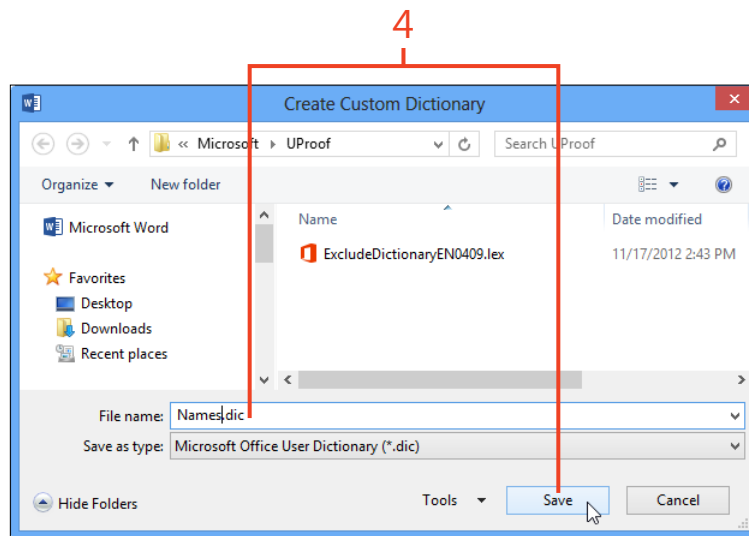 4
Create Custom Dictionary
« Microsoft UProof Search UProof
Organize New folder
Microsoft Word
Favorites
Desktop
Downloads
Recent places
Name Date modified
ExcludeDictionaryEN0409.lex 11/17/2012 2:43 PM
File name: Names.dic
Save as type: Microsoft Office User Dictionary (*.dic)
Hide Folders Tools Save Cancel